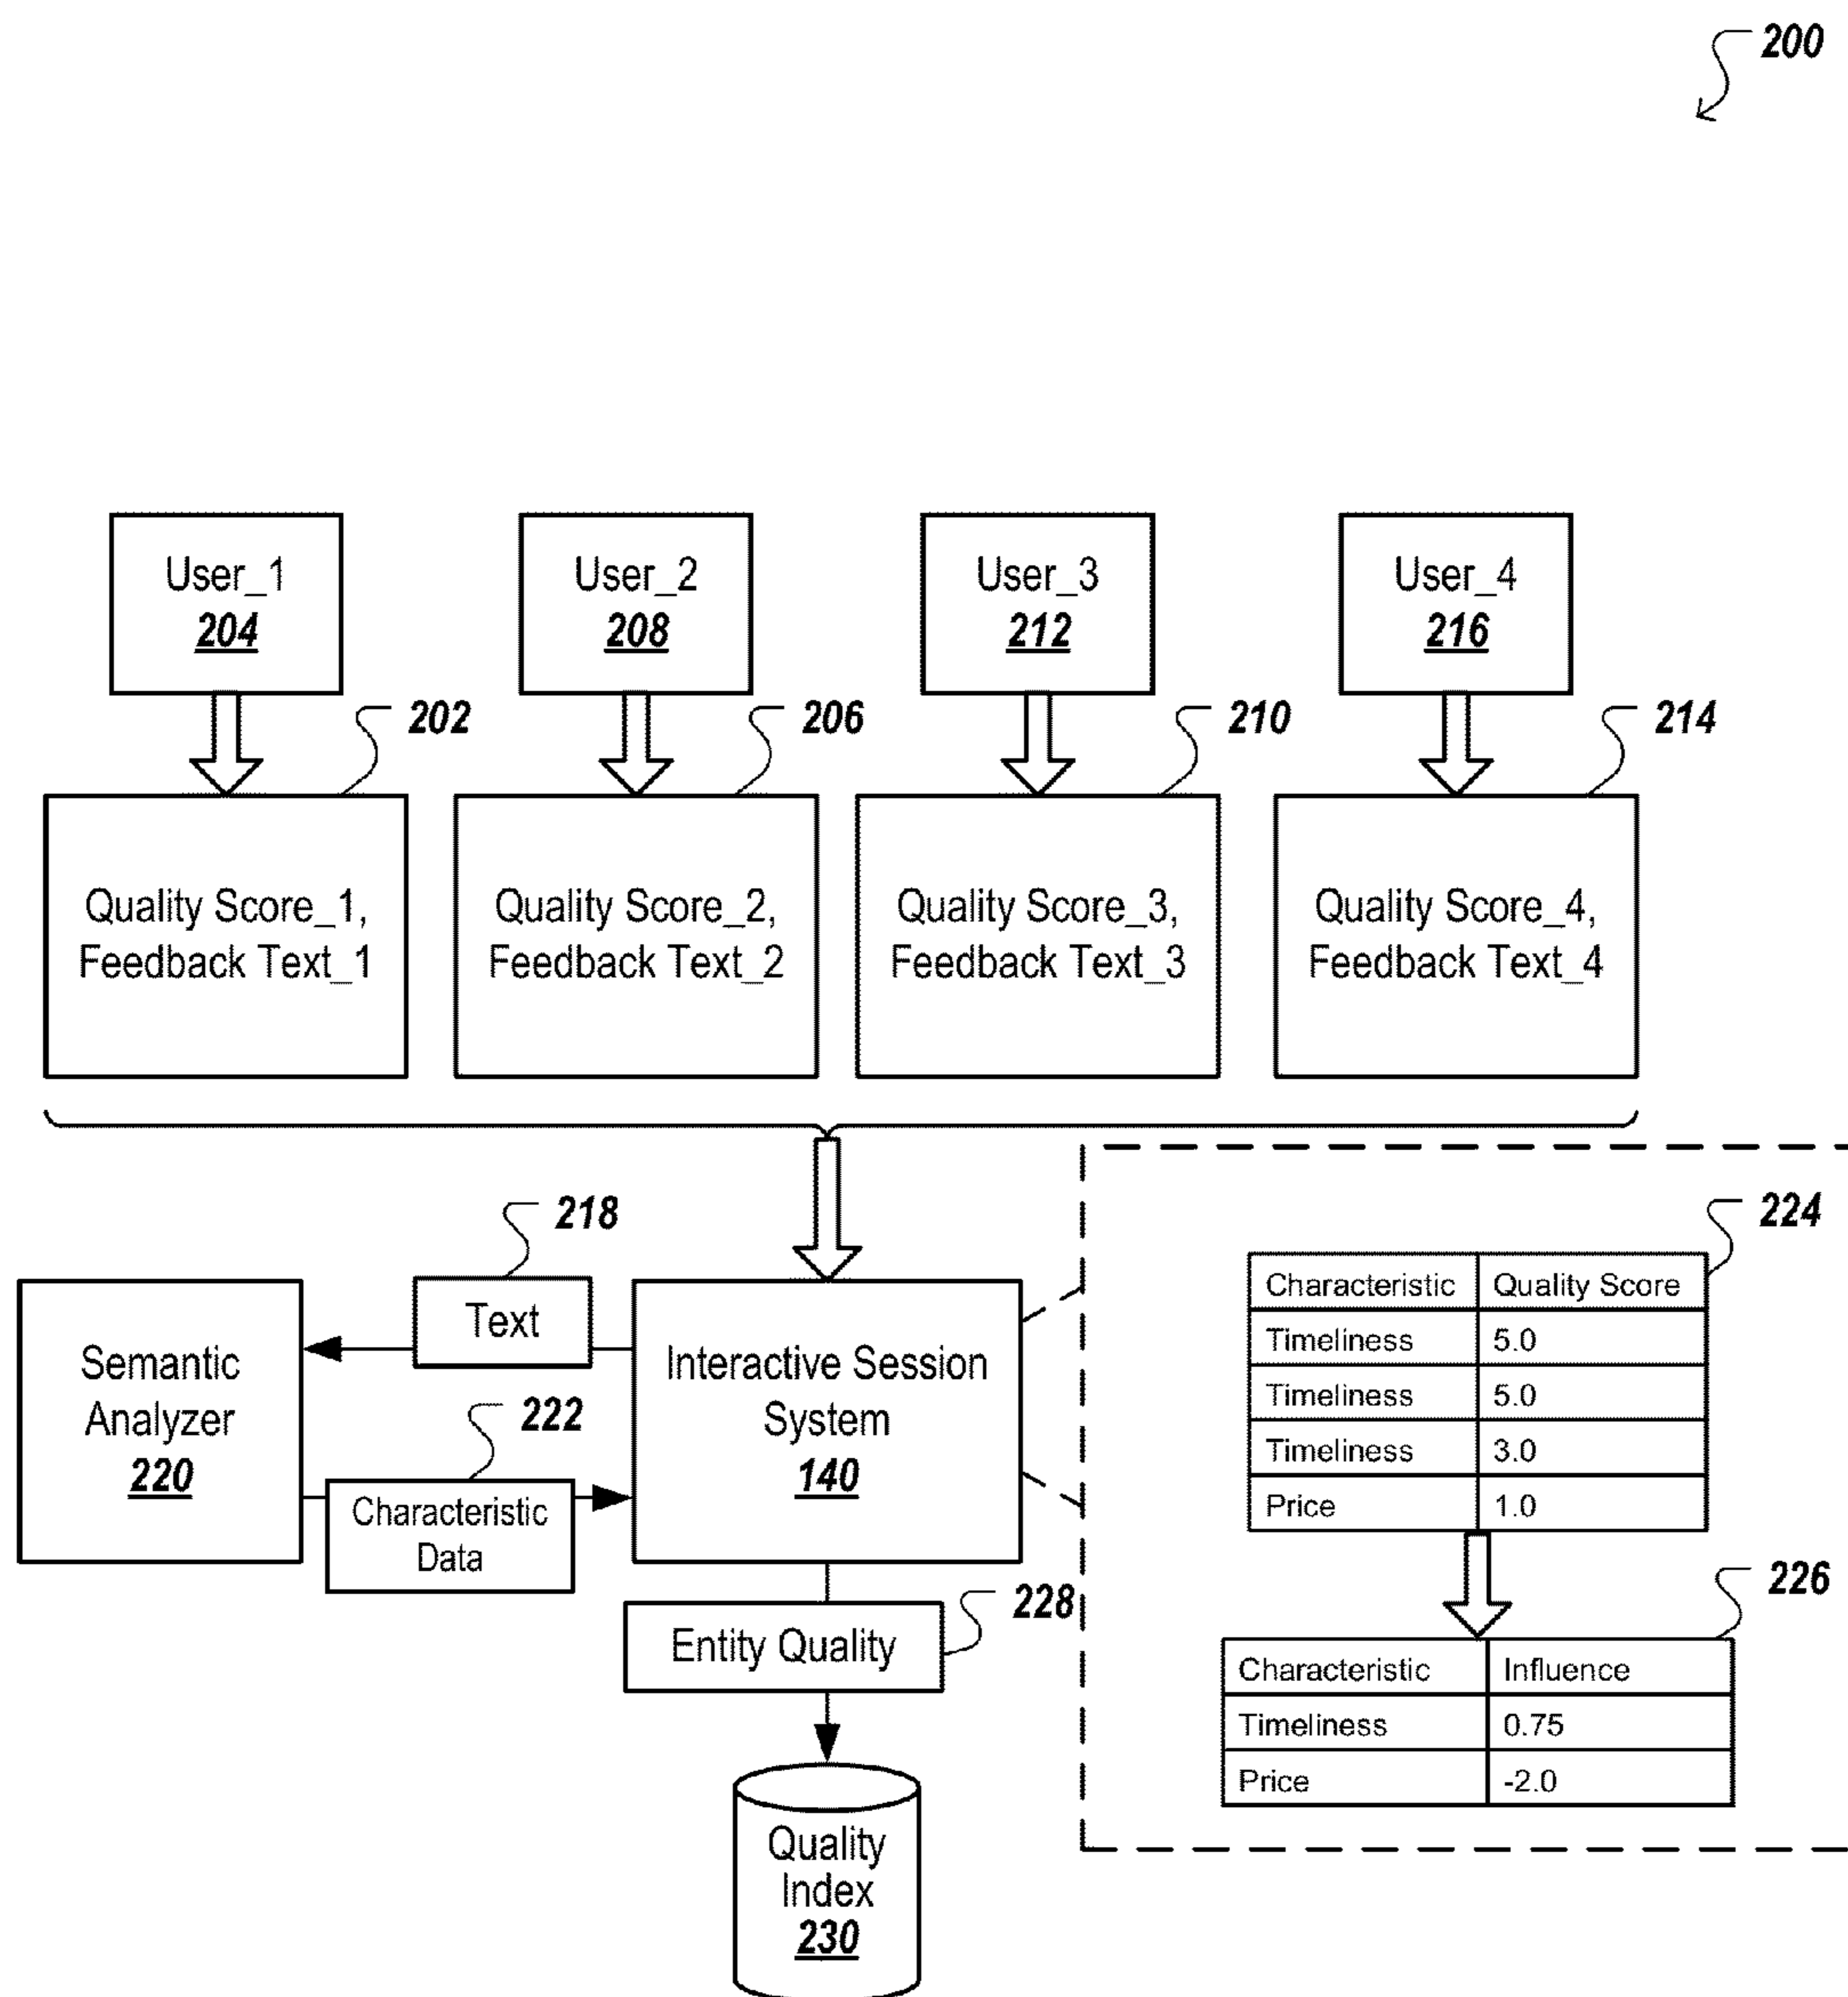 200
User_1
204
User_2
208
User_3
212
User_4
216
202
206
210
214
Quality Score_1,
Feedback Text_1
Quality Score_2,
Feedback Text_2
Quality Score_3,
Feedback Text_3
Quality Score_4,
Feedback Text_4
218
Text
Semantic
Analyzer
220
222
Characteristic
Data
Interactive Session
System
140
228
Entity Quality
Quality
Index
230
224
Characteristic Quality Score
Timeliness 5.0
Timeliness 5.0
Timeliness 3.0
Price 1.0
226
Characteristic Influence
Timeliness 0.75
Price -2.0